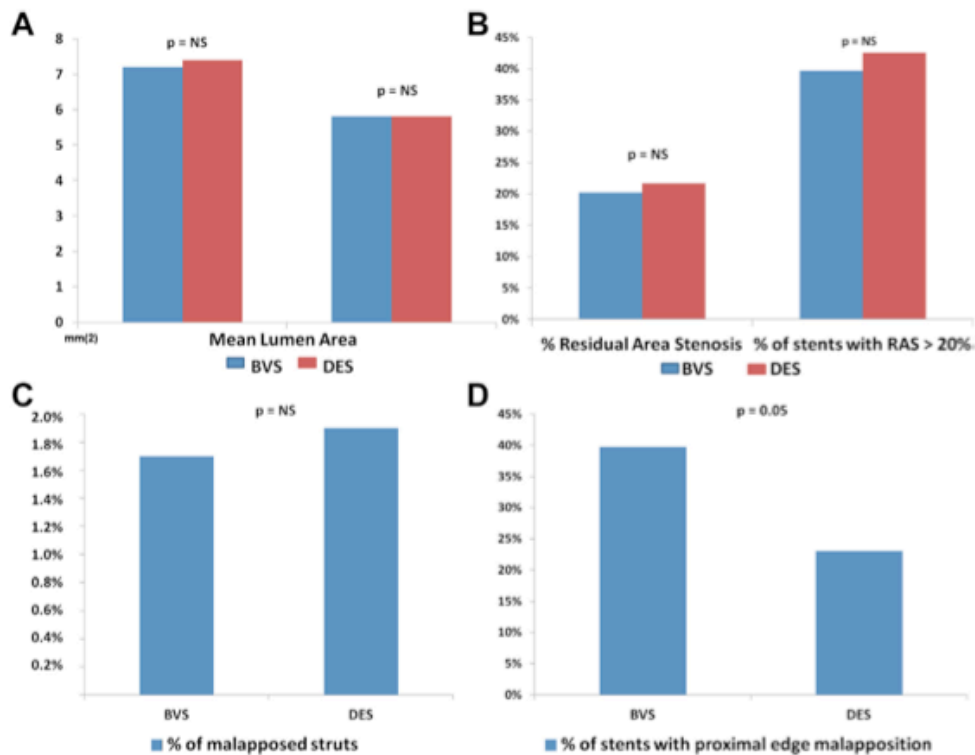 A
p = NS
p = NS
8
7
6
5
4
3
2
1
0
mm(2)
Mean Lumen Area
BVS DES
B
p = NS
p = NS
45%
40%
35%
30%
25%
20%
15%
10%
5%
0%
% Residual Area Stenosis % of stents with RAS > 20%
BVS DES
C
p = NS
2.0%
1.8%
1.6%
1.4%
1.2%
1.0%
0.8%
0.6%
0.4%
0.2%
BVS DES
% of malapposed struts
D
p = 0.05
45%
40%
35%
30%
25%
20%
15%
10%
5%
0%
BVS DES
% of stents with proximal edge malapposition